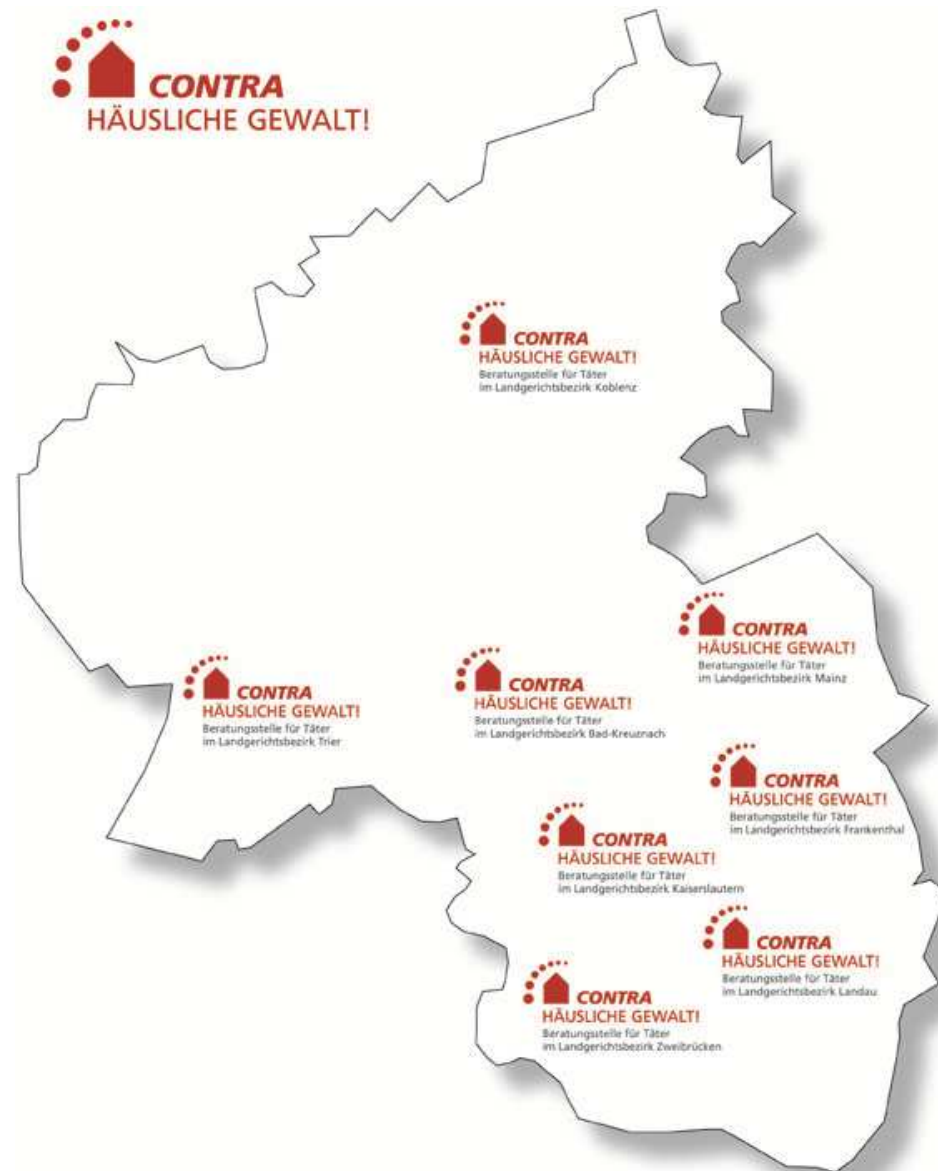 CONTRA
HÄUSLICHE GEWALT!
CONTRA
HÄUSLICHE GEWALT!
Beratungsstelle für Täter
im Landgerichtsbezirk Koblenz
CONTRA
HÄUSLICHE GEWALT!
Beratungsstelle für Täter
im Landgerichtsbezirk Mainz
CONTRA
HÄUSLICHE GEWALT!
Beratungsstelle für Täter
im Landgerichtsbezirk Trier
CONTRA
HÄUSLICHE GEWALT!
Beratungsstelle für Täter
im Landgerichtsbezirk Bad-Kreuznach
CONTRA
HÄUSLICHE GEWALT!
Beratungsstelle für Täter
im Landgerichtsbezirk Frankenthal
CONTRA
HÄUSLICHE GEWALT!
Beratungsstelle für Täter
im Landgerichtsbezirk Kaiserslautern
CONTRA
HÄUSLICHE GEWALT!
Beratungsstelle für Täter
im Landgerichtsbezirk Landau
CONTRA
HÄUSLICHE GEWALT!
Beratungsstelle für Täter
im Landgerichtsbezirk Zweibrücken